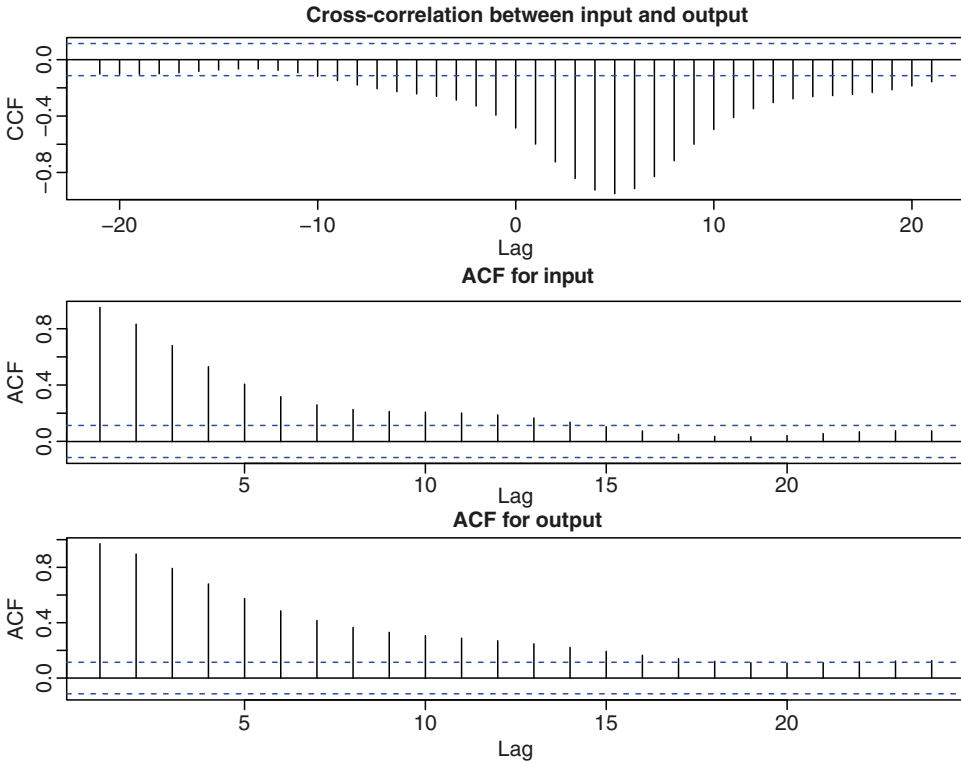 Cross-correlation between input and output
CCF
0.0
−0.4
−0.8
−20 −10 0 10 20
Lag
ACF for input
ACF
0.8
0.4
0.0
5 10 15 20
Lag
ACF for output
ACF
0.8
0.4
0.0
5 10 15 20
Lag